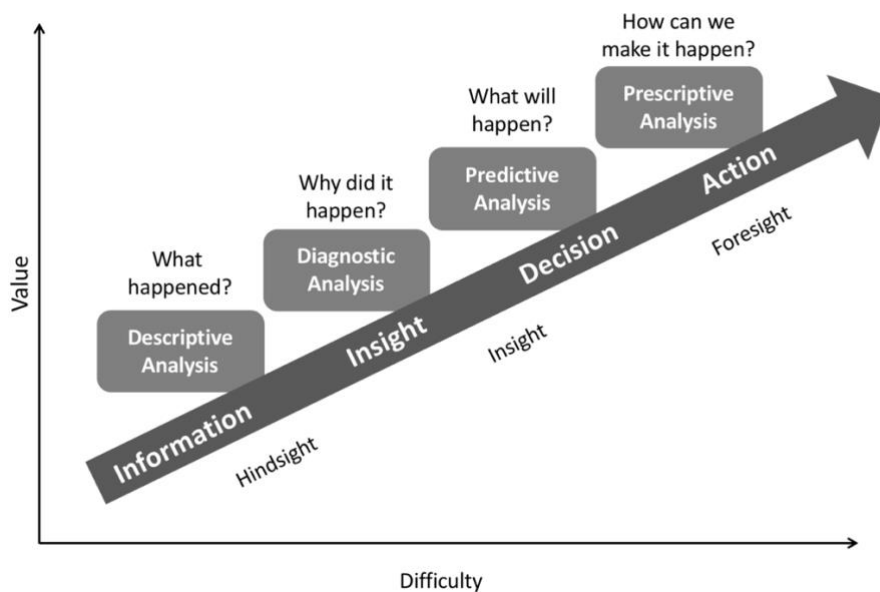 How can we
make it happen?
Prescriptive
Analysis
What will
happen?
Predictive
Analysis
Why did it
happen?
Diagnostic
Analysis
What
happened?
Descriptive
Analysis
Information
Insight
Decision
Action
Hindsight
Insight
Foresight
Value
Difficulty